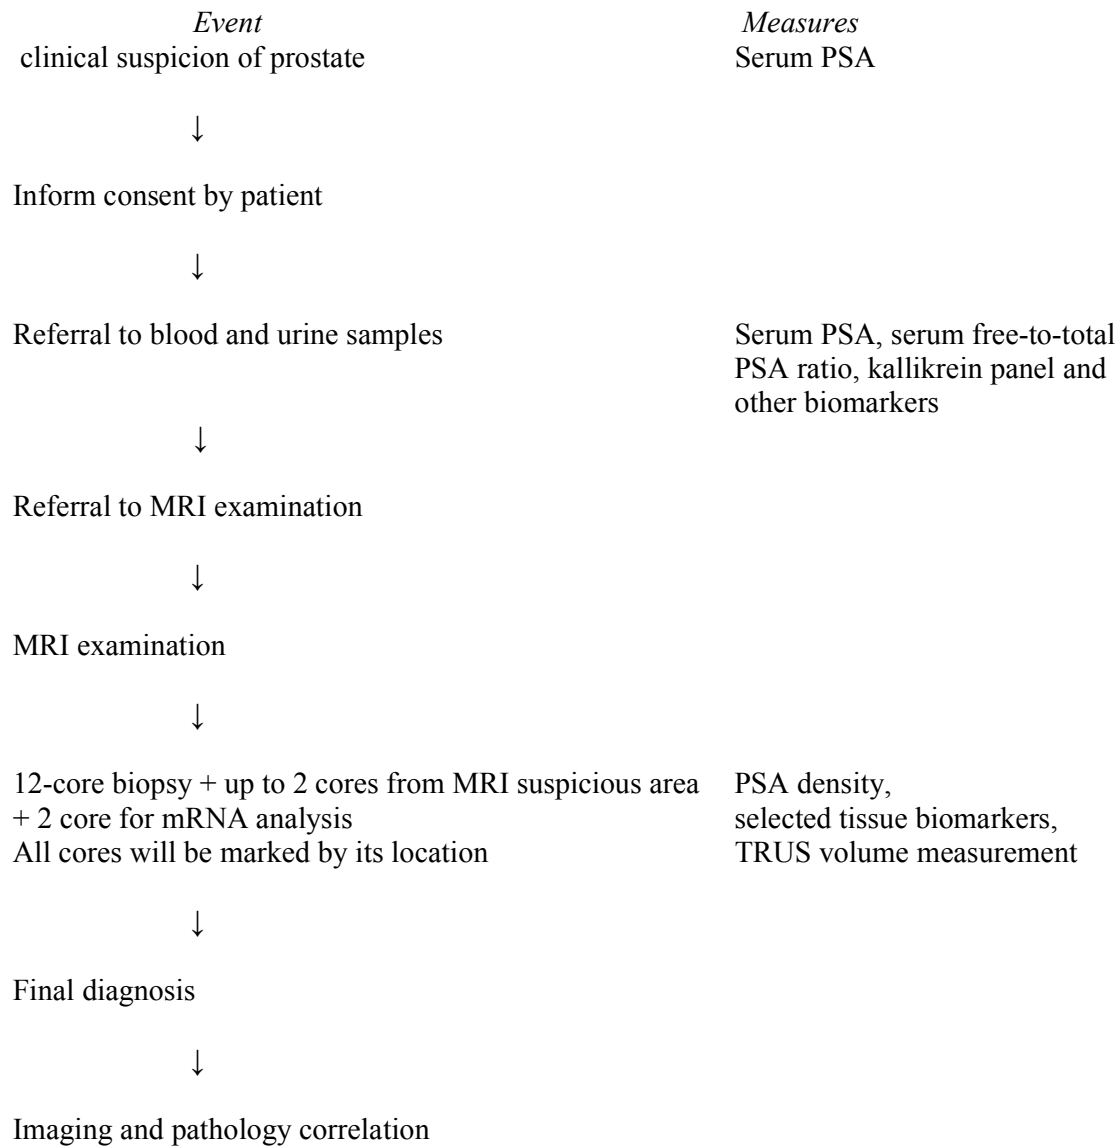 Event Measures
clinical suspicion of prostate Serum PSA
↓
Inform consent by patient
↓
Referral to blood and urine samples Serum PSA, serum free-to-total
PSA ratio, kallikrein panel and
other biomarkers
↓
Referral to MRI examination
↓
MRI examination
↓
12-core biopsy + up to 2 cores from MRI suspicious area PSA density,
+ 2 core for mRNA analysis selected tissue biomarkers,
All cores will be marked by its location TRUS volume measurement
↓
Final diagnosis
↓
Imaging and pathology correlation